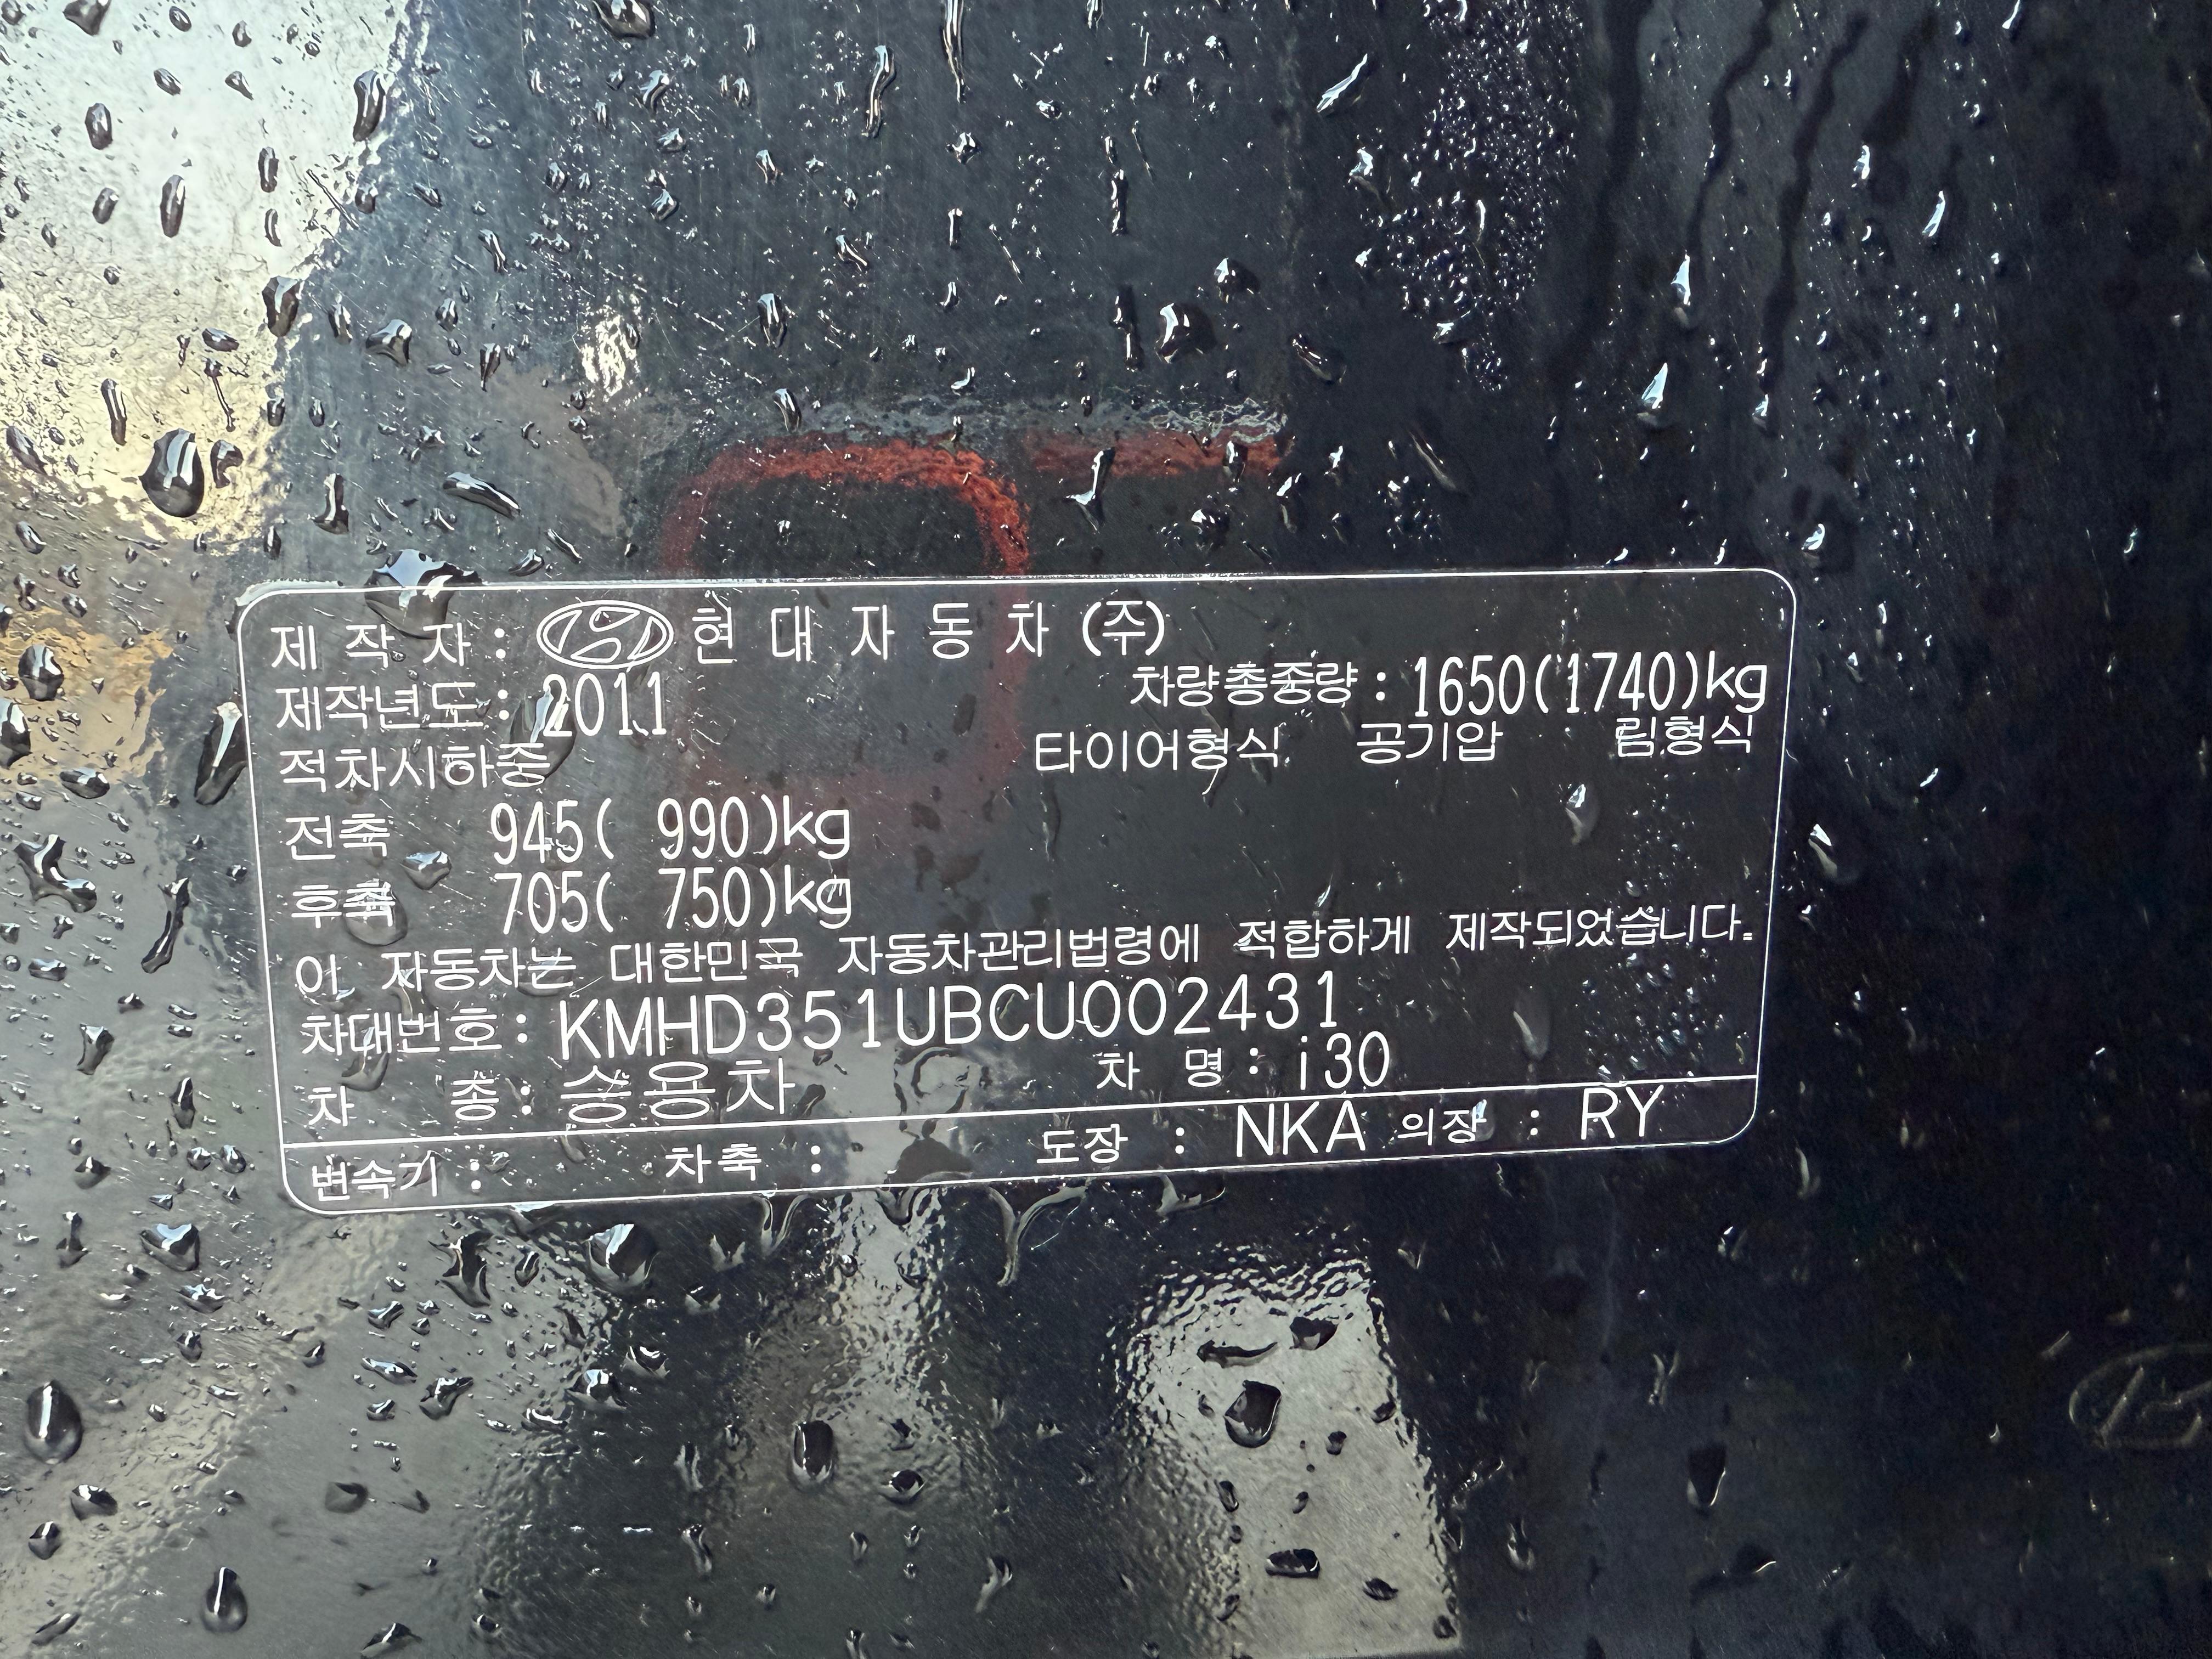 제 작 자 : 현 대 자 동 차 (주)
제작년도 : 2011 차량총중량 : 1650(1740)kg
적차시하중 타이어형식 공기압 림형식
전축 945( 990)kg
후축 705( 750)kg
이 자동차는 대한민국 자동차관리법령에 적합하게 제작되었습니다.
차대번호 : KMHD351UBCU002431
차 종 : 승용차 차 명 : i30
변속기 : 차축 : 도장 : NKA 의장 : RY